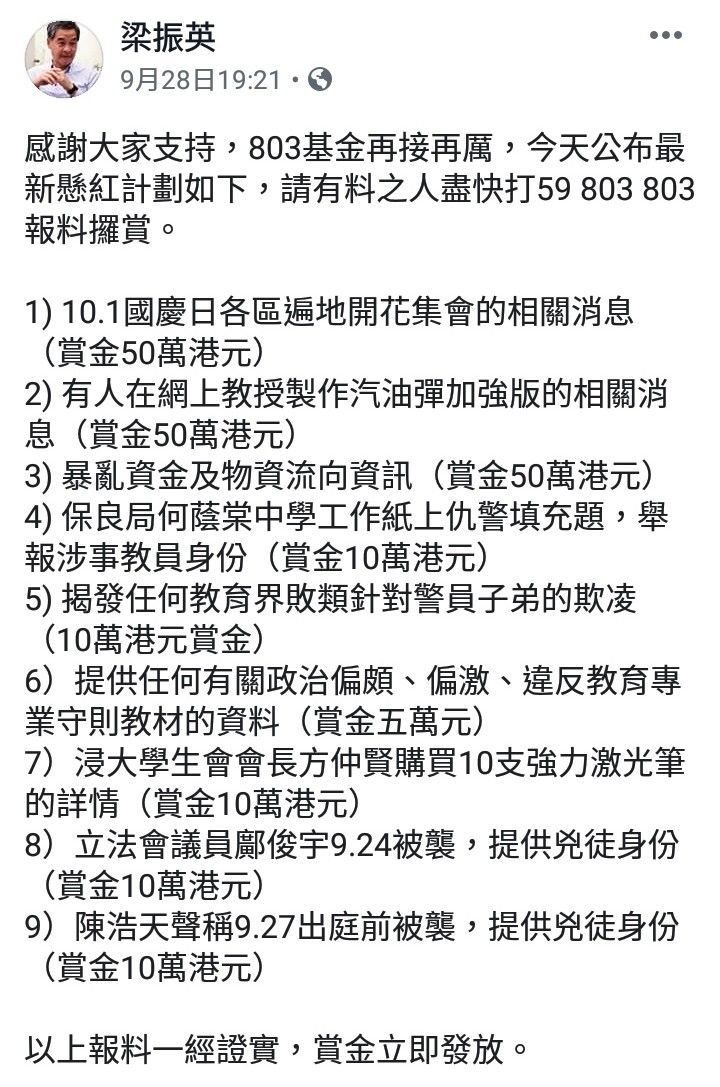 梁振英
9月28日19:21 •
感謝大家支持，803基金再接再厲，今天公布最
新懸紅計劃如下，請有料之人盡快打59 803 803
報料攞賞。
1) 10.1國慶日各區遍地開花集會的相關消息
（賞金50萬港元）
2) 有人在網上教授製作汽油彈加強版的相關消
息（賞金50萬港元）
3) 暴亂資金及物資流向資訊（賞金50萬港元）
4) 保良局何蔭棠中學工作紙上仇警填充題，舉
報涉事教員身份（賞金10萬港元）
5) 揭發任何教育界敗類針對警員子弟的欺凌
（10萬港元賞金）
6）提供任何有關政治偏頗、偏激、違反教育專
業守則教材的資料（賞金五萬元）
7）浸大學生會會長方仲賢購買10支強力激光筆
的詳情（賞金10萬港元）
8）立法會議員鄺俊宇9.24被襲，提供兇徒身份
（賞金10萬港元）
9）陳浩天聲稱9.27出庭前被襲，提供兇徒身份
（賞金10萬港元）
以上報料一經證實，賞金立即發放。